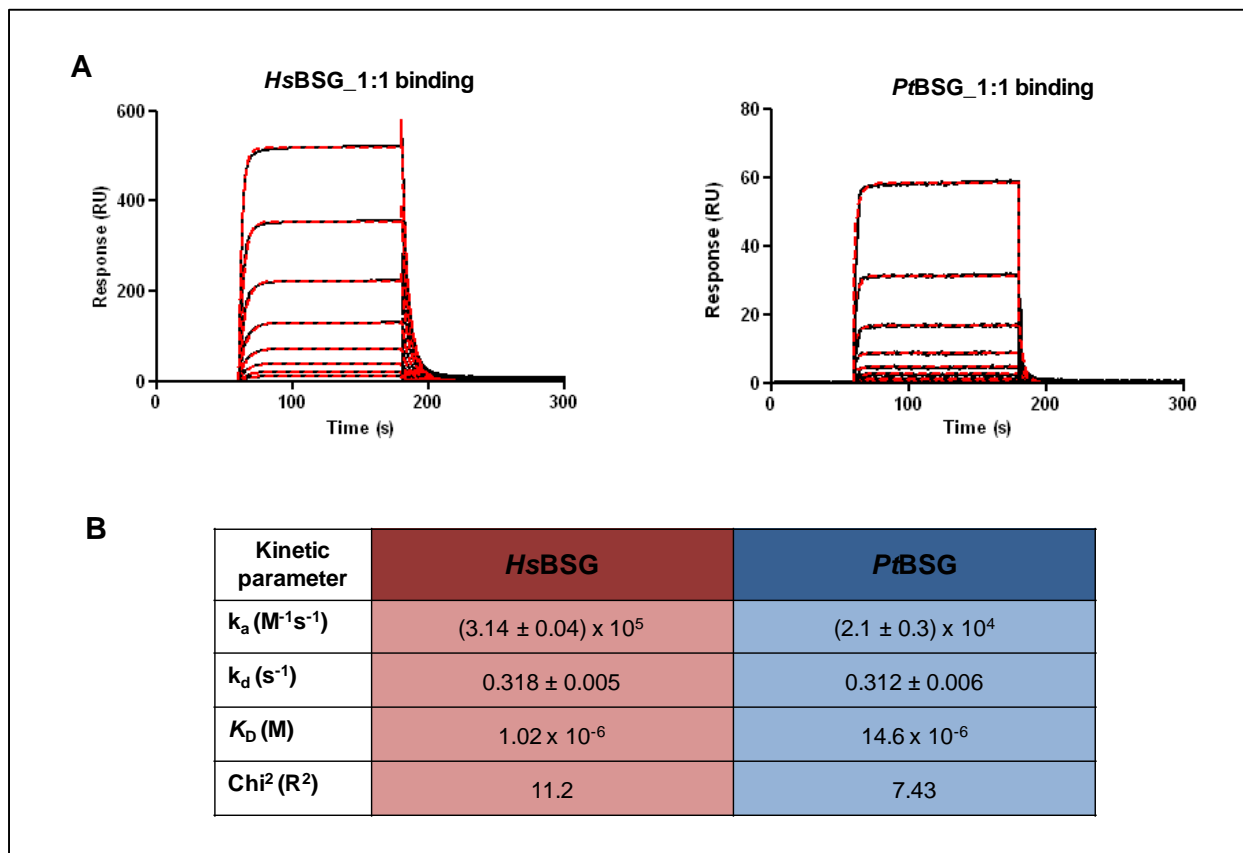 A
HsBSG_1:1 binding
600
400
200
0
Response (RU)
0 100 200 300
Time (s)
PtBSG_1:1 binding
80
60
40
20
0
Response (RU)
0 100 200 300
Time (s)
B
Kinetic parameter HsBSG PtBSG
kₐ (M⁻¹s⁻¹) (3.14 ± 0.04) x 10⁵ (2.1 ± 0.3) x 10⁴
k_d (s⁻¹) 0.318 ± 0.005 0.312 ± 0.006
K_D (M) 1.02 x 10⁻⁶ 14.6 x 10⁻⁶
Chi² (R²) 11.2 7.43